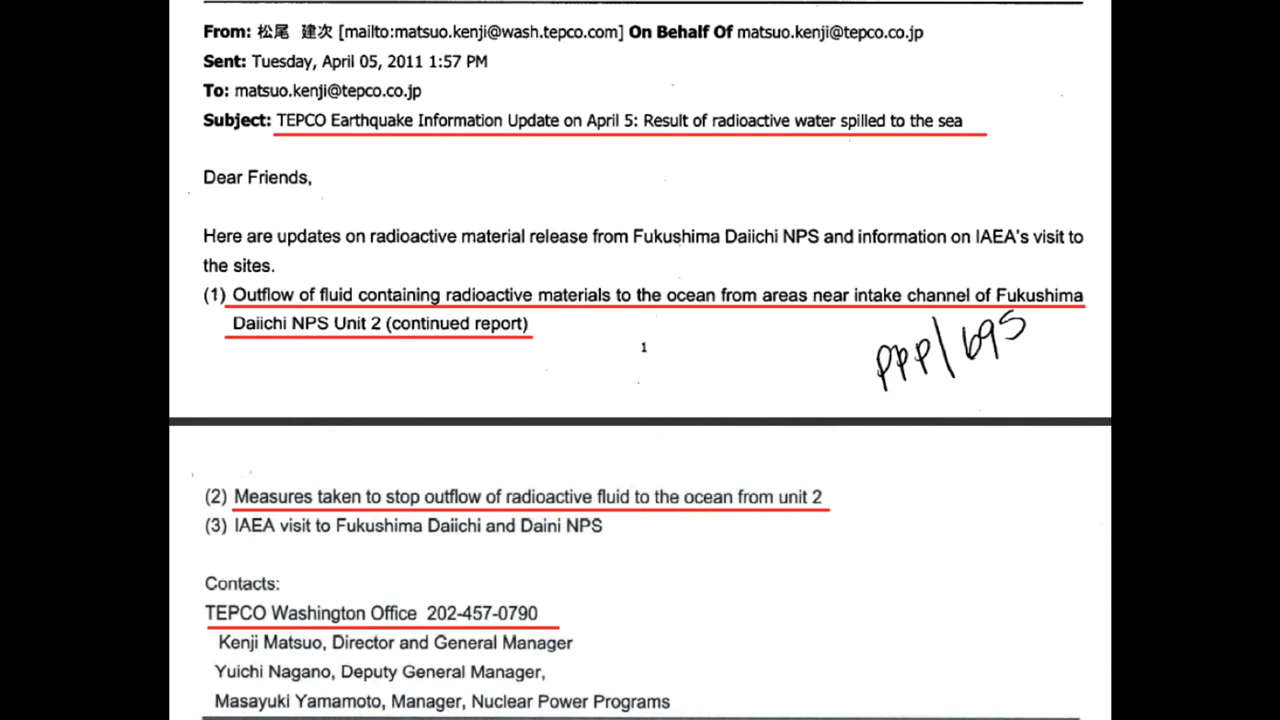 From: 松尾 建次 [mailto:matsuo.kenji@wash.tepco.com] On Behalf Of matsuo.kenji@tepco.co.jp
Sent: Tuesday, April 05, 2011 1:57 PM
To: matsuo.kenji@tepco.co.jp
Subject: TEPCO Earthquake Information Update on April 5: Result of radioactive water spilled to the sea
Dear Friends,
Here are updates on radioactive material release from Fukushima Daiichi NPS and information on IAEA's visit to
the sites.
(1) Outflow of fluid containing radioactive materials to the ocean from areas near intake channel of Fukushima
Daiichi NPS Unit 2 (continued report)
1
PPP/695
(2) Measures taken to stop outflow of radioactive fluid to the ocean from unit 2
(3) IAEA visit to Fukushima Daiichi and Daini NPS
Contacts:
TEPCO Washington Office 202-457-0790
Kenji Matsuo, Director and General Manager
Yuichi Nagano, Deputy General Manager,
Masayuki Yamamoto, Manager, Nuclear Power Programs